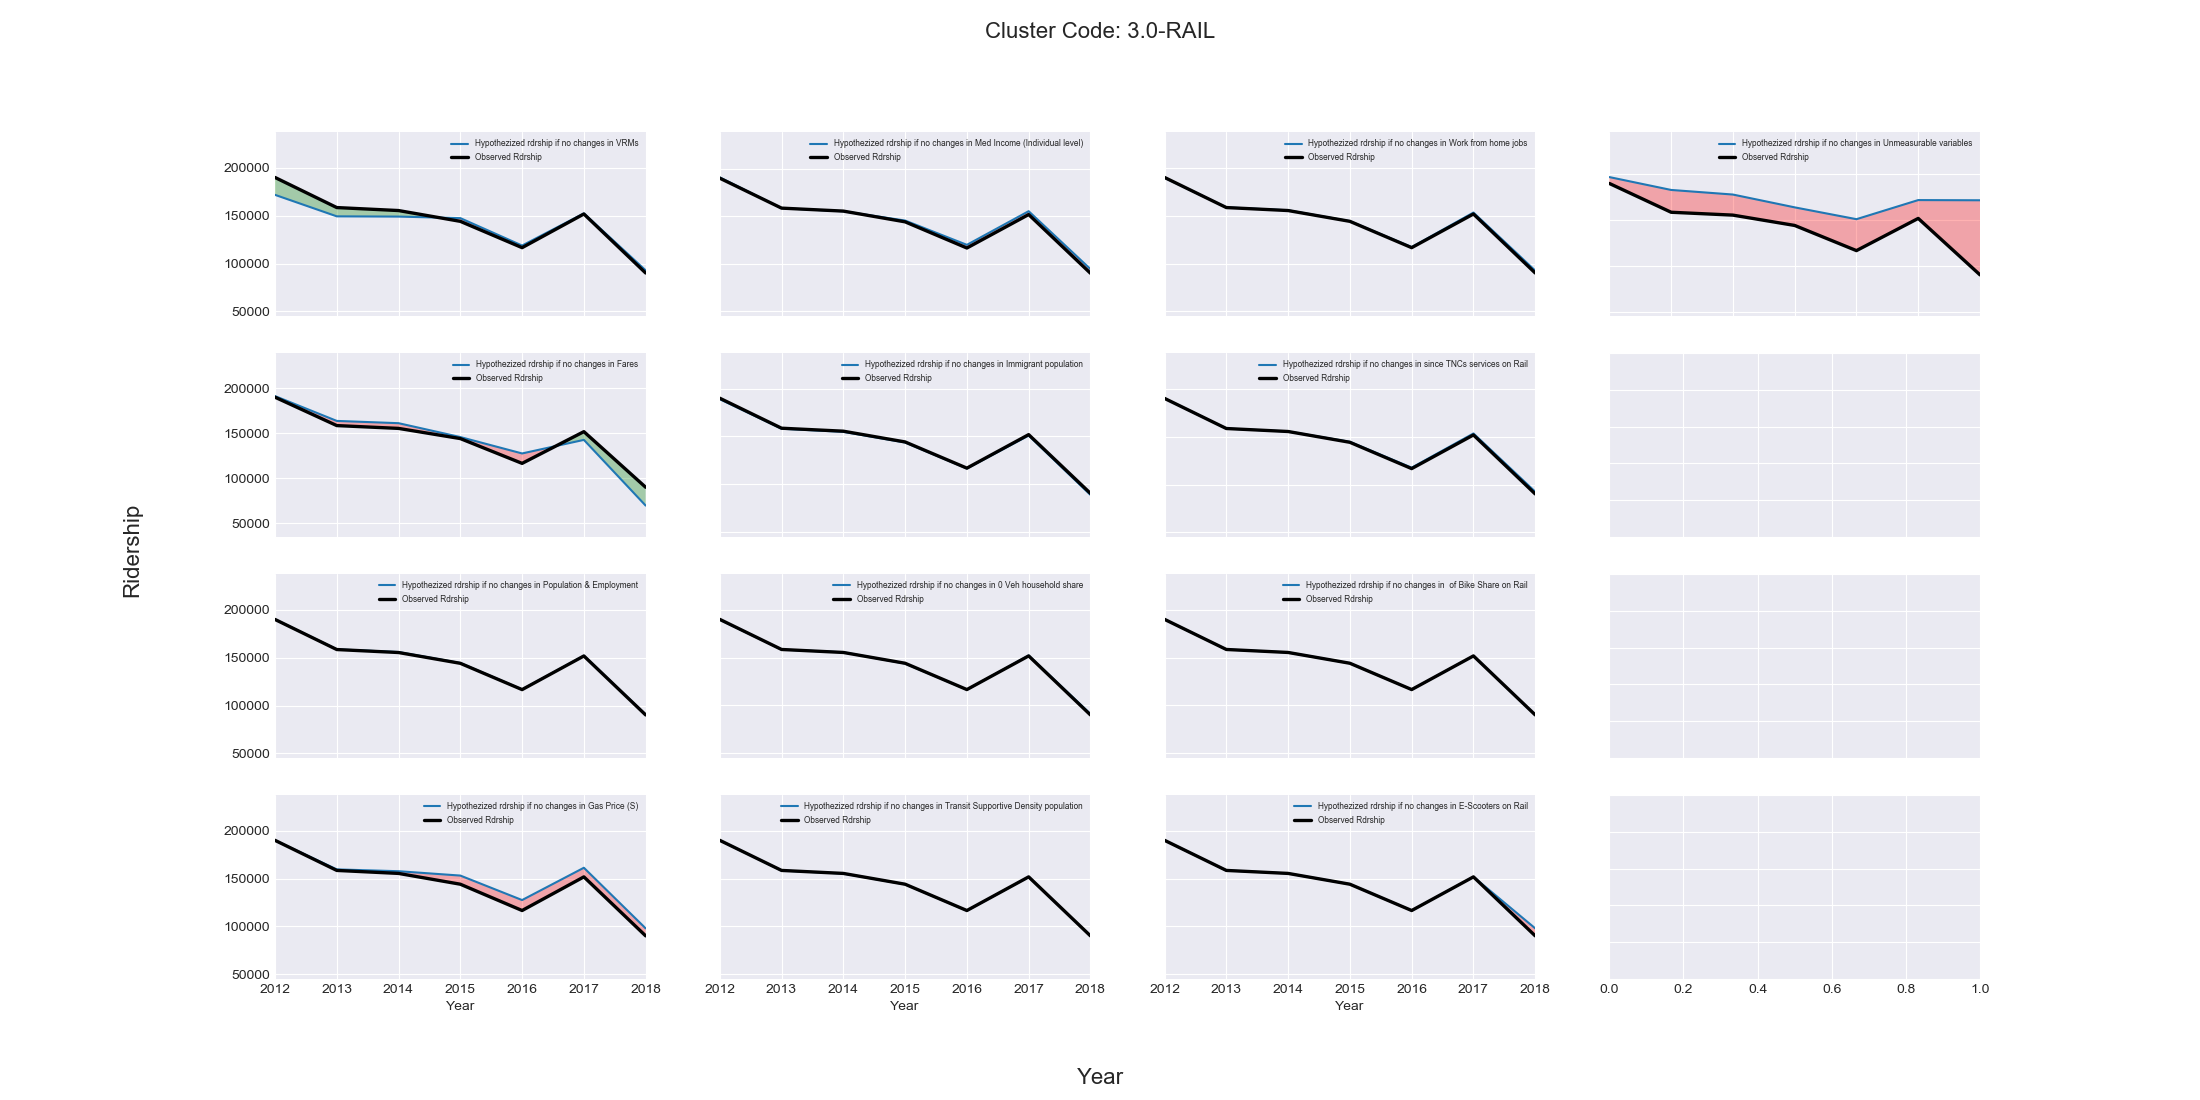 Cluster Code: 3.0-RAIL
Hypothezized rdrship if no changes in VRMs
Observed Rdrship
200000
150000
100000
50000
Hypothezized rdrship if no changes in Med Income (Individual level)
Observed Rdrship
Hypothezized rdrship if no changes in Work from home jobs
Observed Rdrship
Hypothezized rdrship if no changes in Unmeasurable variables
Observed Rdrship
Hypothezized rdrship if no changes in Fares
Observed Rdrship
200000
150000
100000
50000
Hypothezized rdrship if no changes in Immigrant population
Observed Rdrship
Hypothezized rdrship if no changes in since TNCs services on Rail
Observed Rdrship
Ridership
Hypothezized rdrship if no changes in Population & Employment
Observed Rdrship
200000
150000
100000
50000
Hypothezized rdrship if no changes in 0 Veh household share
Observed Rdrship
Hypothezized rdrship if no changes in  of Bike Share on Rail
Observed Rdrship
Hypothezized rdrship if no changes in Gas Price (S)
Observed Rdrship
200000
150000
100000
50000
2012 2013 2014 2015 2016 2017 2018
Year
Hypothezized rdrship if no changes in Transit Supportive Density population
Observed Rdrship
2012 2013 2014 2015 2016 2017 2018
Year
Hypothezized rdrship if no changes in E-Scooters on Rail
Observed Rdrship
2012 2013 2014 2015 2016 2017 2018
Year
0.0 0.2 0.4 0.6 0.8 1.0
Year